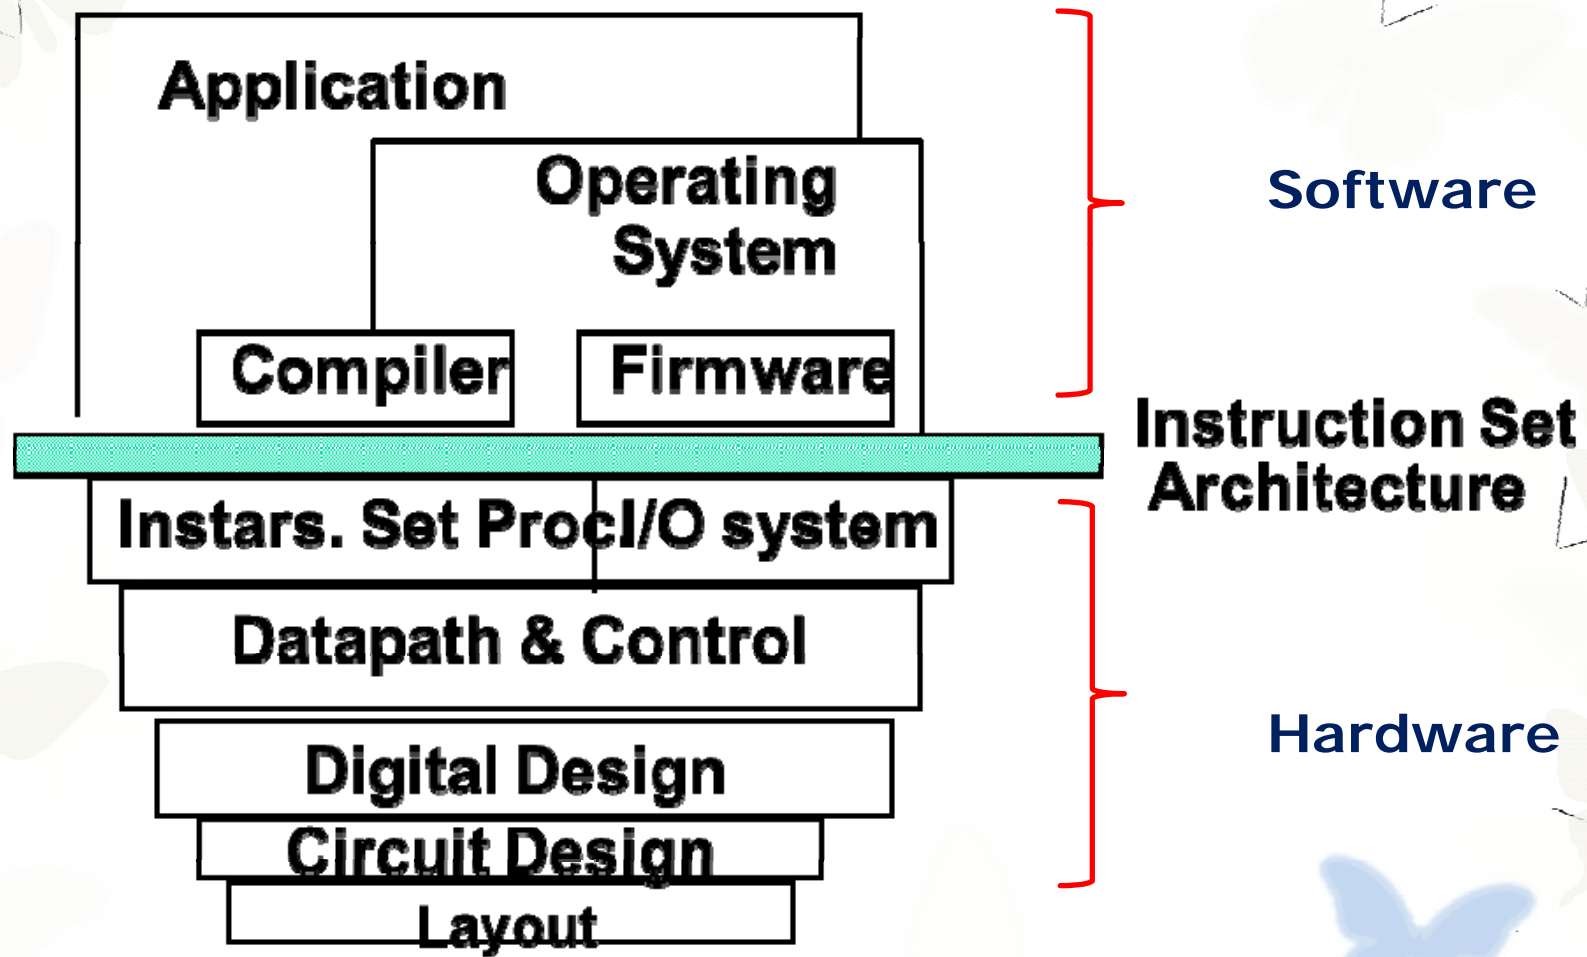 Application
Operating
System
Software
Compiler
Firmware
Instruction Set
Architecture
Instars. Set Proc.
I/O system
Datapath & Control
Hardware
Digital Design
Circuit Design
Layout